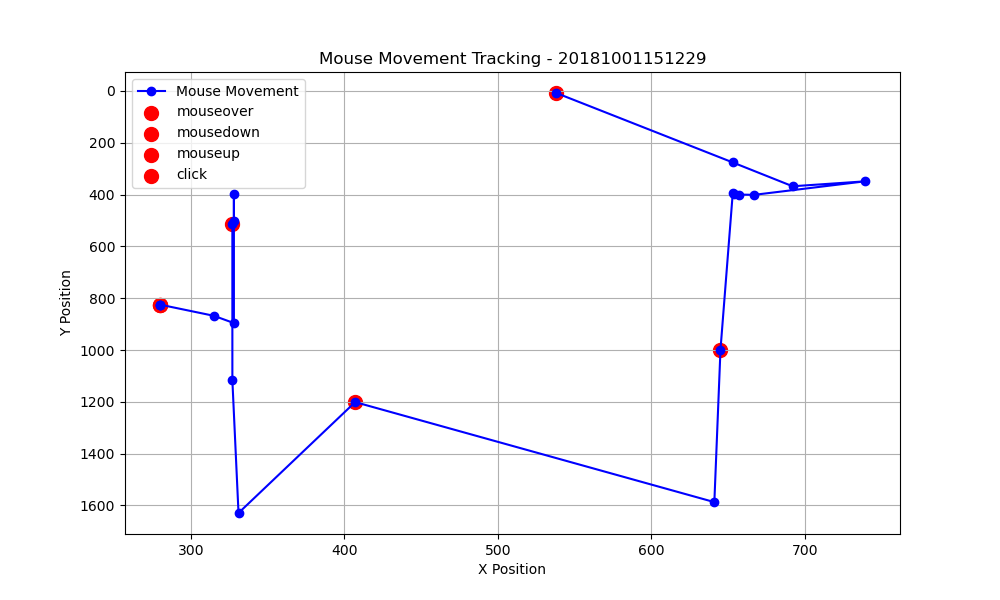 Mouse Movement Tracking - 20181001151229
Mouse Movement
mouseover
mousedown
mouseup
click
0
200
400
600
800
1000
1200
1400
1600
Y Position
300 400 500 600 700
X Position